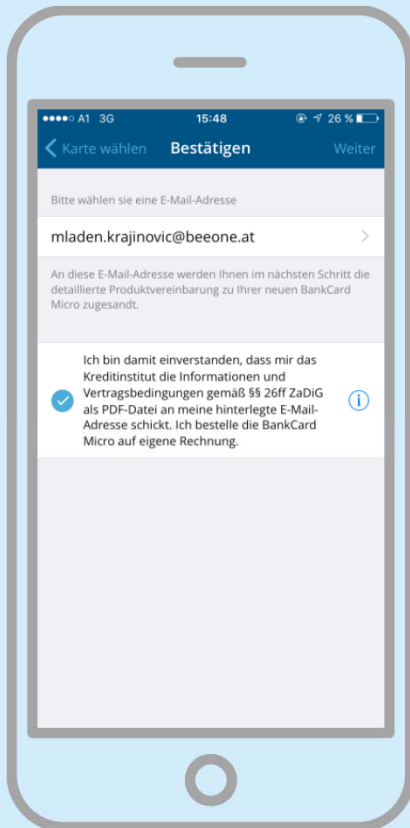 A1 3G 15:48 26 %
Karte wählen Bestätigen Weiter
Bitte wählen sie eine E-Mail-Adresse
mladen.krajinovic@beeone.at
An diese E-Mail-Adresse werden Ihnen im nächsten Schritt die
detaillierte Produktvereinbarung zu Ihrer neuen BankCard
Micro zugesandt.
Ich bin damit einverstanden, dass mir das
Kreditinstitut die Informationen und
Vertragsbedingungen gemäß §§ 26ff ZaDiG
als PDF-Datei an meine hinterlegte E-Mail-
Adresse schickt. Ich bestelle die BankCard
Micro auf eigene Rechnung.